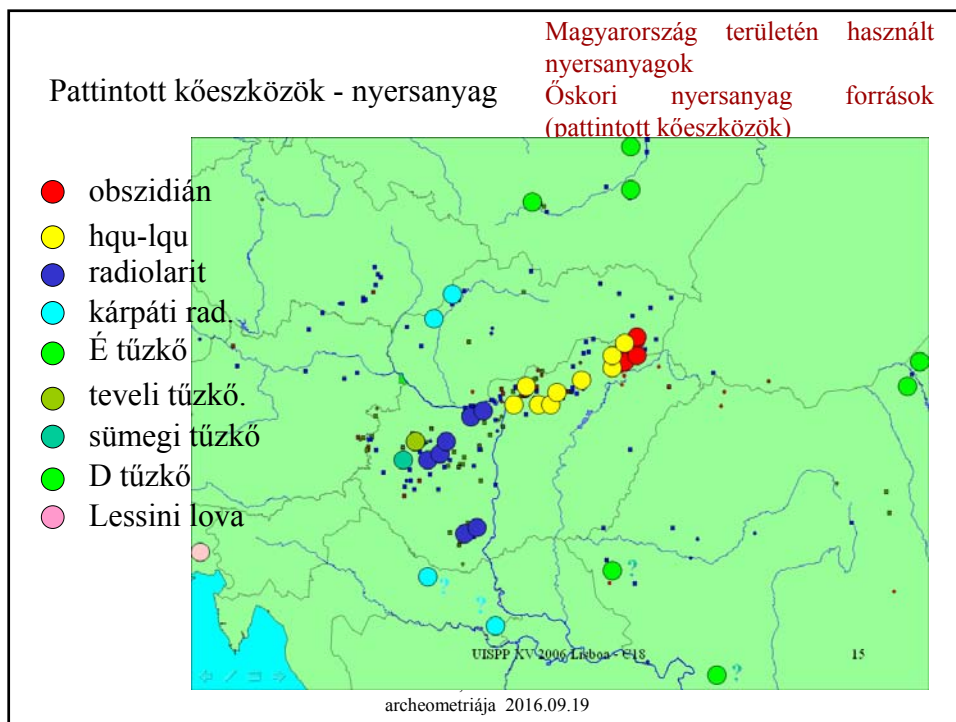 Pattintott kőeszközök - nyersanyag
Magyarország területén használt
nyersanyagok
Őskori nyersanyag források
(pattintott kőeszközök)
obszidián
hqu-lqu
radiolarit
kárpáti rad.
É tűzkő
teveli tűzkő.
sümegi tűzkő
D tűzkő
Lessini lova
?
?
?
?
UISPP XV 2006 Lisboa - C18
15
archeometriája 2016.09.19